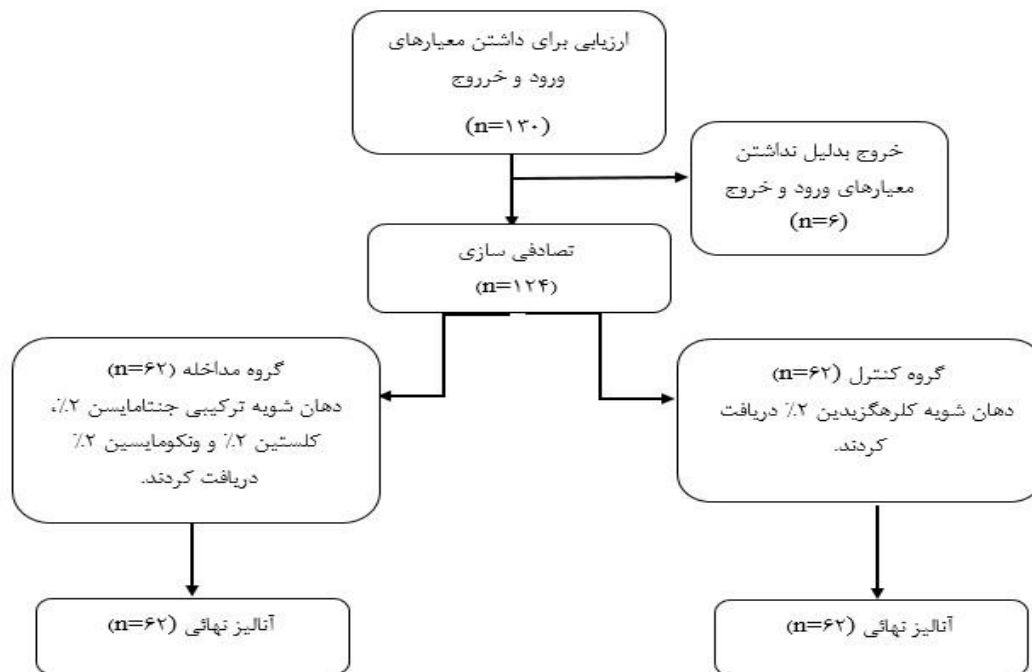 ارزیابی برای داشتن معیارهای
ورود و خرروج
(n=۱۳۰)
خروج بدلیل نداشتن
معیارهای ورود و خروج
(n=۶)
تصادفی سازی
(n=۱۲۴)
گروه کنترل (n=۶۲)
دهان شویه کلرهگزیدین ۲٪ دریافت
کردند.
گروه مداخله (n=۶۲)
دهان شویه ترکیبی جنتامایسن ۲٪،
کلستین ۲٪ و ونکومایسین ۲٪
دریافت کردند.
آنالیز نهائی (n=۶۲)
آنالیز نهائی (n=۶۲)